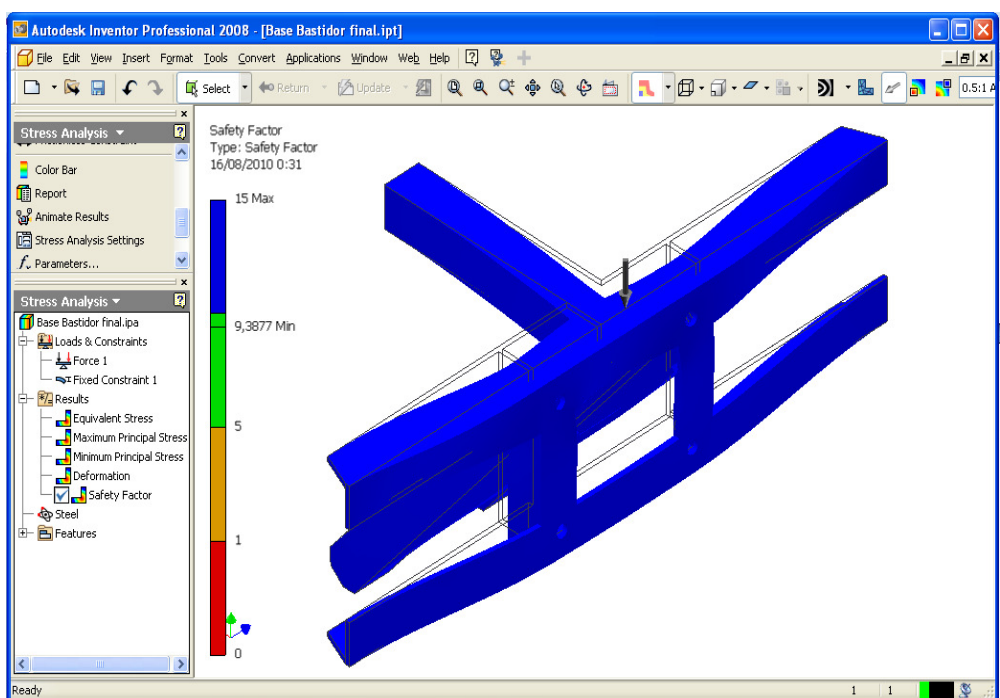 Autodesk Inventor Professional 2008 - [Base Bastidor final.ipt]
File Edit View Insert Format Tools Convert Applications Window Web Help
Select Return Update 0.5:1
Stress Analysis
Color Bar
Report
Animate Results
Stress Analysis Settings
Parameters...
Stress Analysis
Base Bastidor final.ipa
Loads & Constraints
Force 1
Fixed Constraint 1
Results
Equivalent Stress
Maximum Principal Stress
Minimum Principal Stress
Deformation
Safety Factor
Steel
Features
Safety Factor
Type: Safety Factor
16/08/2010 0:31
15 Max
9,3877 Min
5
1
0
Ready 1 1